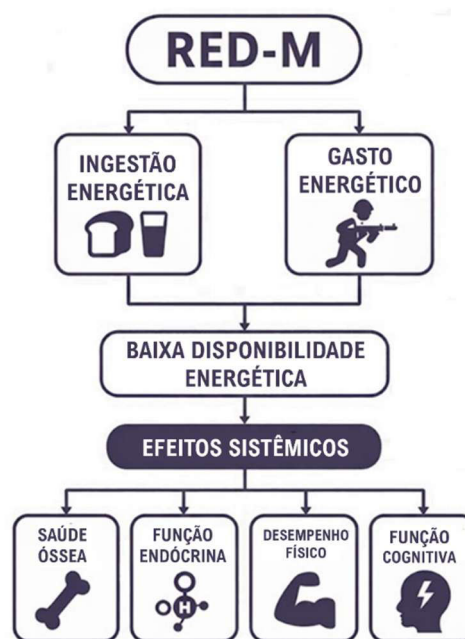 RED-M
INGESTÃO
ENERGÉTICA
GASTO
ENERGÉTICO
BAIXA DISPONIBILIDADE
ENERGÉTICA
EFEITOS SISTÊMICOS
SAÚDE
ÓSSEA
FUNÇÃO
ENDÓCRINA
H
DESEMPENHO
FÍSICO
FUNÇÃO
COGNITIVA